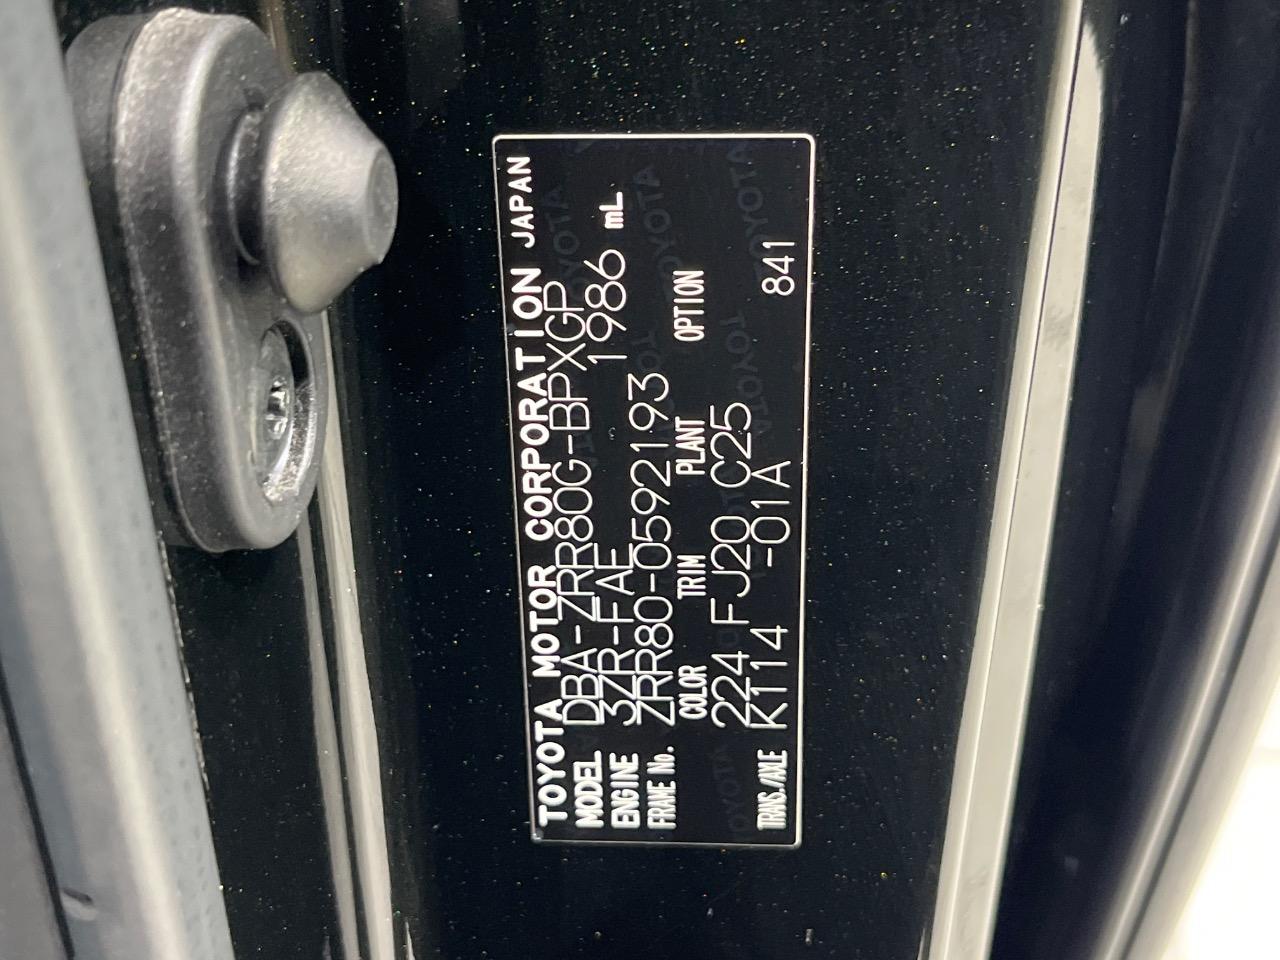 TOYOTA MOTOR CORPORATION JAPAN
MODEL DBA-ZRR80G-BPXGP
ENGINE 3ZR-FAE 1986 mL
FRAME No. ZRR80-0592193
COLOR TRIM PLANT OPTION
224 FJ20 C25
TRANS./AXLE K114 -01A 841